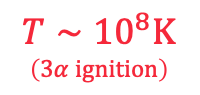 T ~ 10⁸K
(3α ignition)